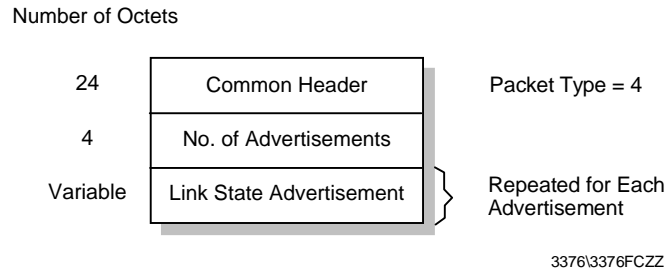 Number of Octets
24 Common Header Packet Type = 4
4 No. of Advertisements
Variable Link State Advertisement Repeated for Each
Advertisement
3376\3376FCZZ